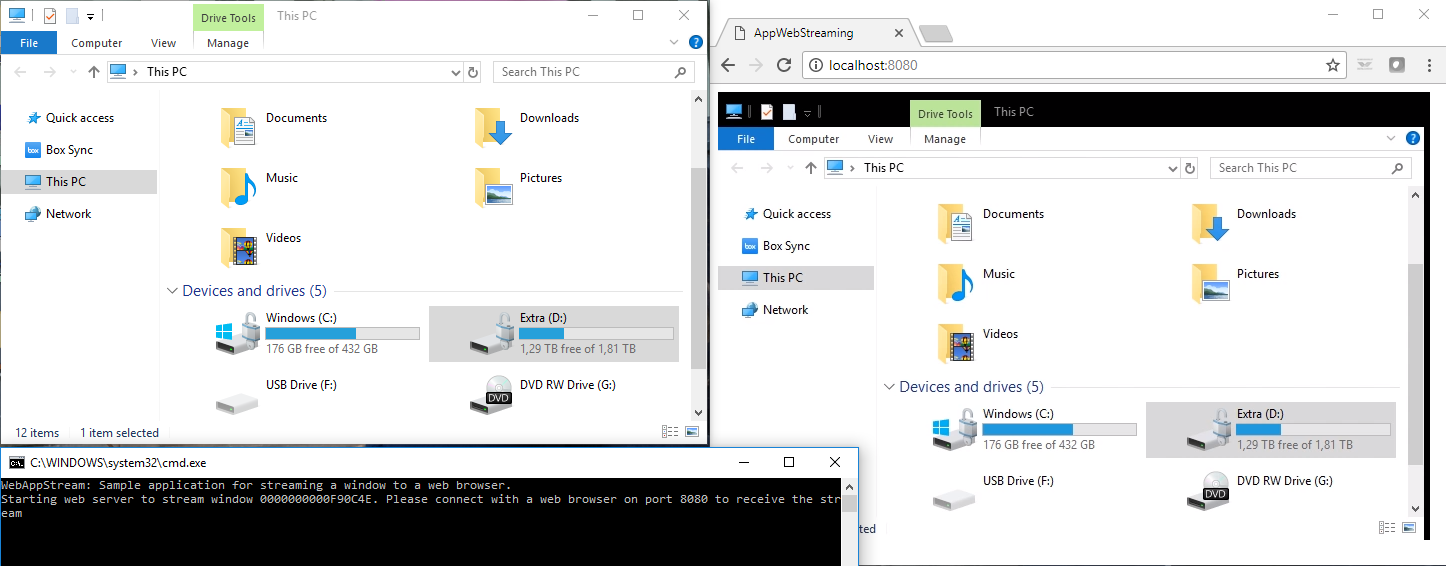 Drive Tools This PC
File Computer View Manage
This PC Search This PC
Quick access
Box Sync
This PC
Network
Documents Downloads
Music Pictures
Videos
Devices and drives (5)
Windows (C:) Extra (D:)
176 GB free of 432 GB 1,29 TB free of 1,81 TB
USB Drive (F:) DVD RW Drive (G:)
DVD
12 items 1 item selected
C:\WINDOWS\system32\cmd.exe
WebAppStream: Sample application for streaming a window to a web browser.
Starting web server to stream window 0000000000F90C4E. Please connect with a web browser on port 8080 to receive the str
eam
AppWebStreaming
localhost:8080
Drive Tools This PC
File Computer View Manage
This PC Search This PC
Quick access
box Box Sync
This PC
Network
Documents Downloads
Music Pictures
Videos
Devices and drives (5)
Windows (C:) Extra (D:)
176 GB free of 432 GB 1,29 TB free of 1,81 TB
USB Drive (F:) DVD RW Drive (G:)
DVD
ted